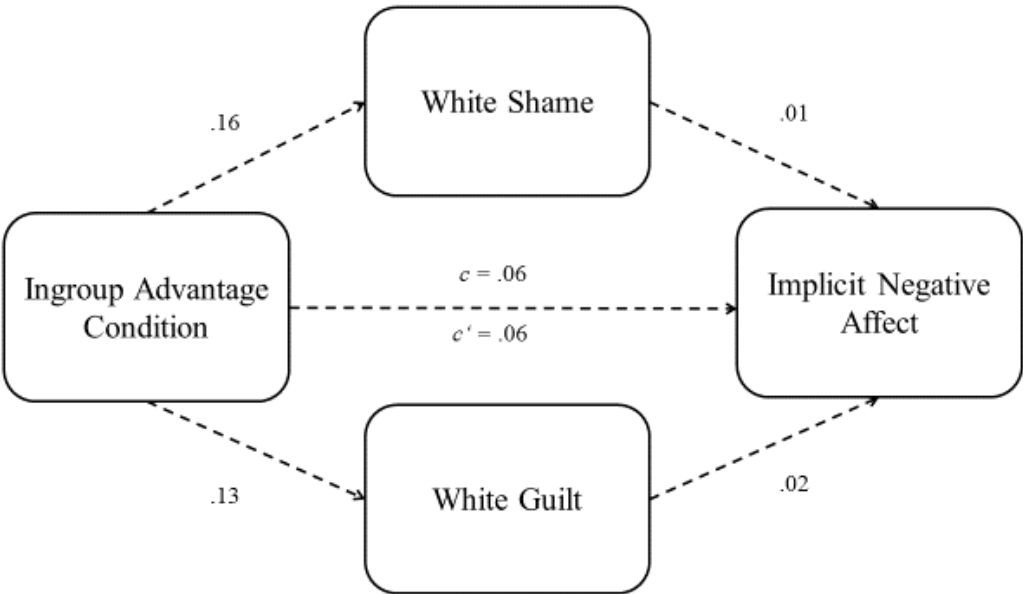 White Shame
.16
.01
Ingroup Advantage
Condition
c = .06
c‘ = .06
Implicit Negative
Affect
.13
White Guilt
.02